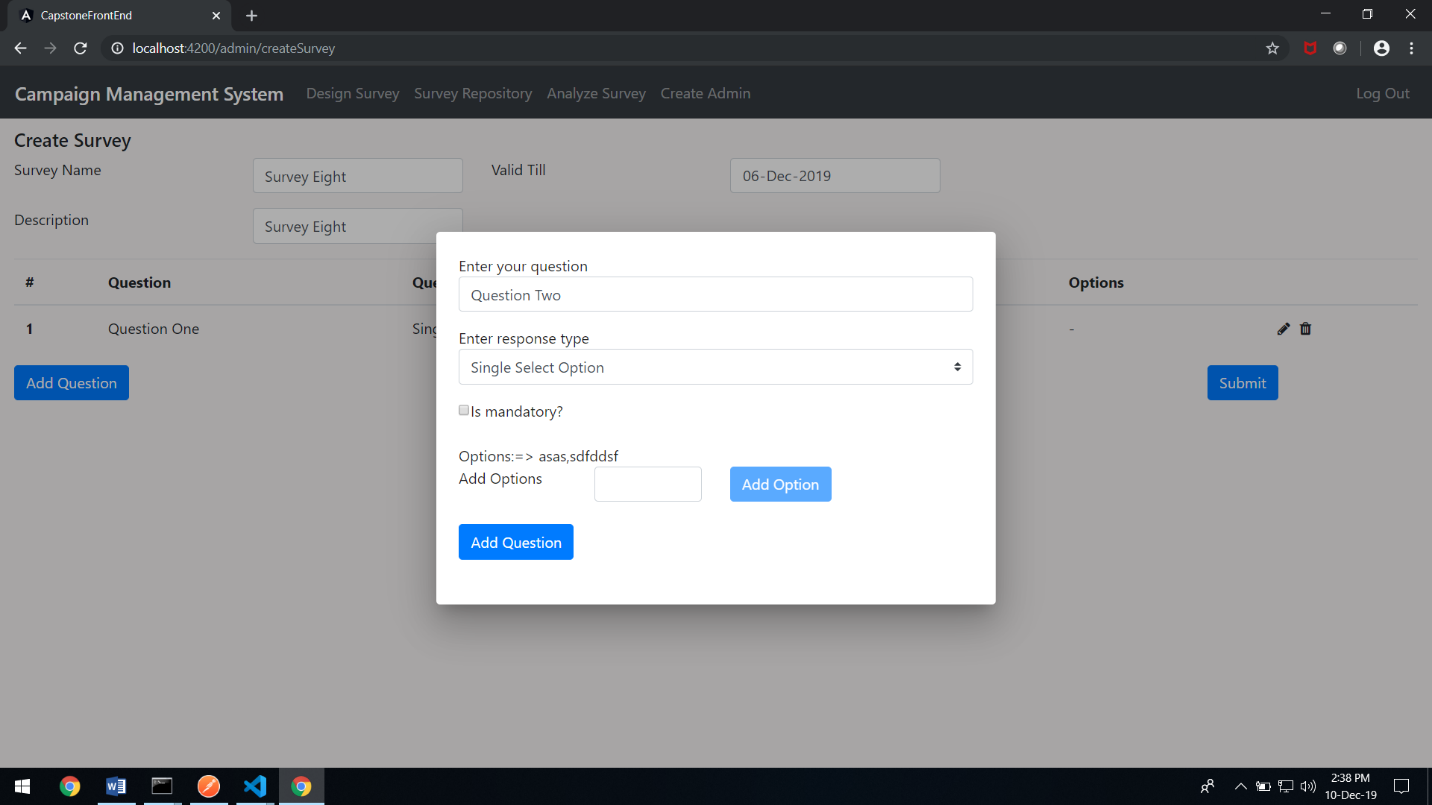 CapstoneFrontEnd
localhost:4200/admin/createSurvey
Campaign Management System Design Survey Survey Repository Analyze Survey Create Admin Log Out
Create Survey
Survey Name Survey Eight Valid Till 06-Dec-2019
Description Survey Eight
Enter your question
# Question Que Options
Question Two
1 Question One Sing -
Enter response type
Single Select Option
Add Question Submit
Is mandatory?
Options:=> asas,sdfddsf
Add Options Add Option
Add Question
2:38 PM
10-Dec-19